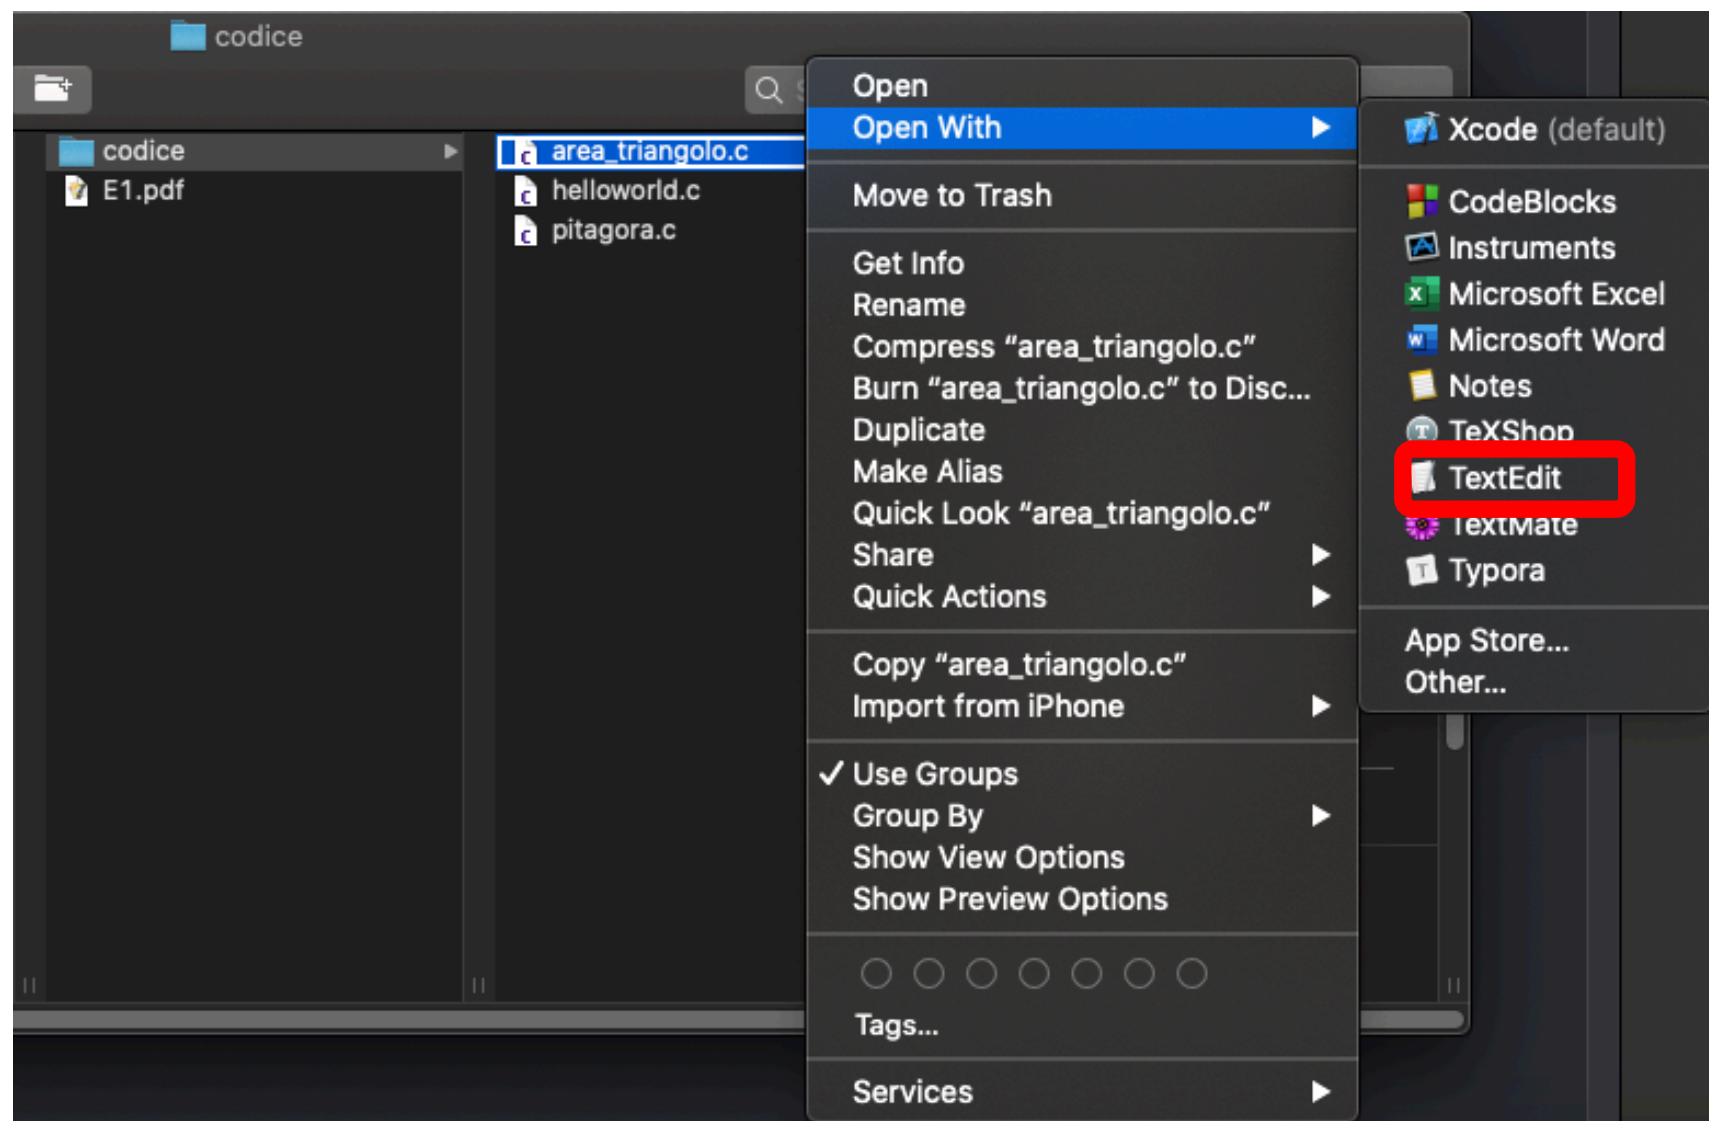 codice
codice
E1.pdf
area_triangolo.c
helloworld.c
pitagora.c
Open
Open With
Move to Trash
Get Info
Rename
Compress “area_triangolo.c”
Burn “area_triangolo.c” to Disc...
Duplicate
Make Alias
Quick Look “area_triangolo.c”
Share
Quick Actions
Copy “area_triangolo.c”
Import from iPhone
Use Groups
Group By
Show View Options
Show Preview Options
Tags...
Services
Xcode (default)
CodeBlocks
Instruments
Microsoft Excel
Microsoft Word
Notes
TeXShop
TextEdit
TextMate
Typora
App Store...
Other...